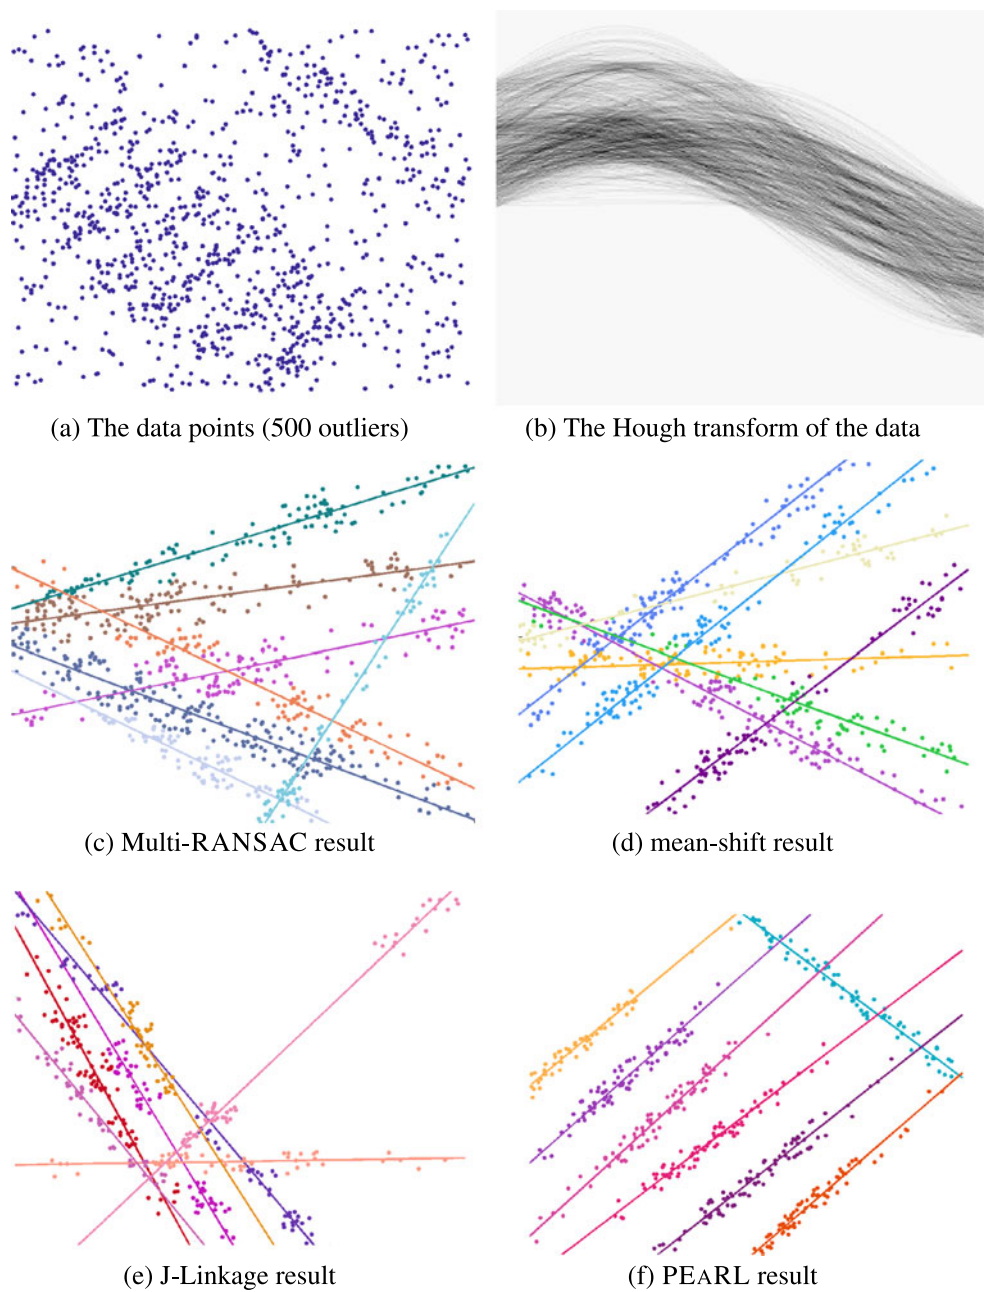 (a) The data points (500 outliers)
(b) The Hough transform of the data
(c) Multi-RANSAC result
(d) mean-shift result
(e) J-Linkage result
(f) PEARL result